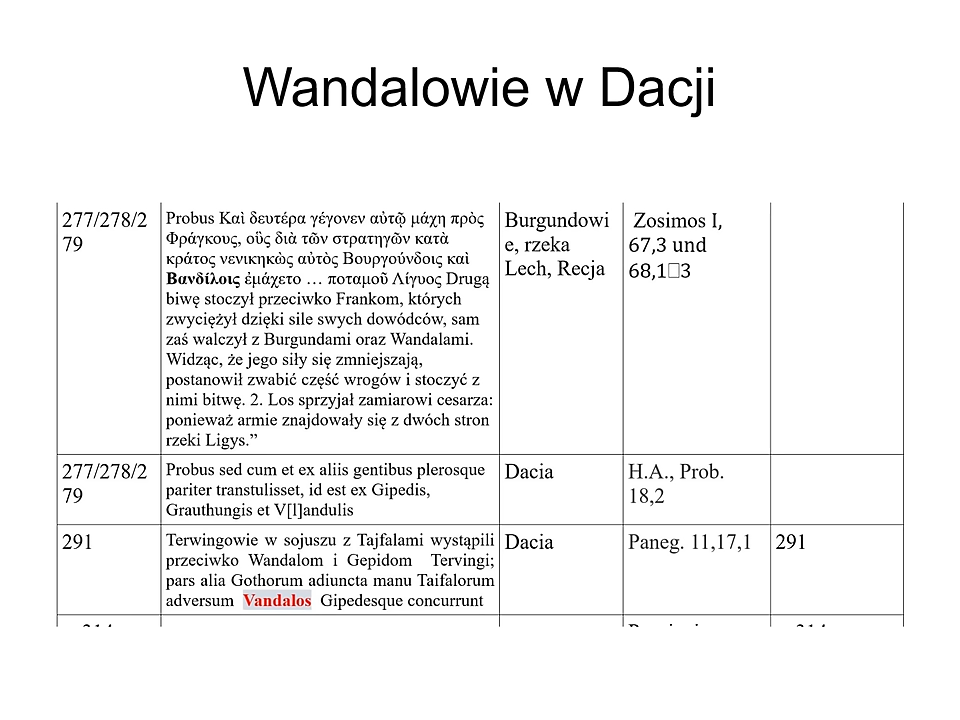 Wandalowie w Dacji
277/278/2
79
Probus Καὶ δευτέρα γέγονεν αὐτῷ μάχη πρὸς
Φράγκους, οὓς διὰ τῶν στρατηγῶν κατὰ
κράτος νενικηκὼς αὐτὸς Βουργούνδοις καὶ
Βανδίλοις ἐμάχετο … ποταμοῦ Λίγυος Drugą
biwę stoczył przeciwko Frankom, których
zwyciężył dzięki sile swych dowódców, sam
zaś walczył z Burgundami oraz Wandalami.
Widząc, że jego siły się zmniejszają,
postanowił zwabić część wrogów i stoczyć z
nimi bitwę. 2. Los sprzyjał zamiarowi cesarza:
ponieważ armie znajdowały się z dwóch stron
rzeki Ligys.”
Burgundowi
e, rzeka
Lech, Recja
Zosimos I,
67,3 und
68,1□3
277/278/2
79
Probus sed cum et ex aliis gentibus plerosque
pariter transtulisset, id est ex Gipedis,
Grauthungis et V[l]andulis
Dacia
H.A., Prob.
18,2
291
Terwingowie w sojuszu z Tajfalami wystąpili
przeciwko Wandalom i Gepidom Tervingi;
pars alia Gothorum adiuncta manu Taifalorum
adversum Vandalos Gipedesque concurrunt
Dacia
Paneg. 11,17,1
291